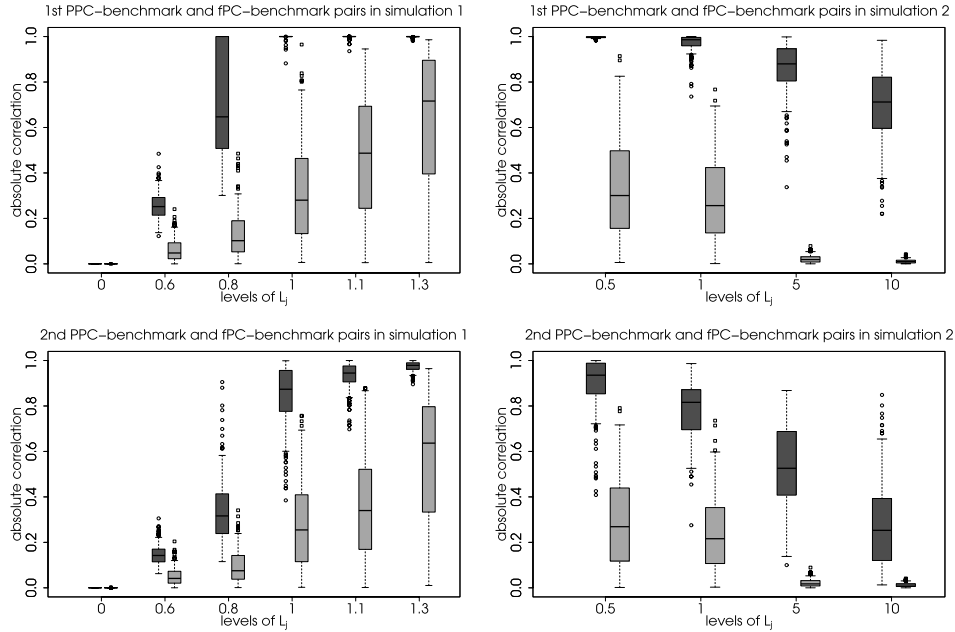 1st PPC-benchmark and fPC-benchmark pairs in simulation 1
absolute correlation
0.0 0.2 0.4 0.6 0.8 1.0
0 0.6 0.8 1 1.1 1.3
levels of Lj
1st PPC-benchmark and fPC-benchmark pairs in simulation 2
absolute correlation
0.0 0.2 0.4 0.6 0.8 1.0
0.5 1 5 10
levels of Lj
2nd PPC-benchmark and fPC-benchmark pairs in simulation 1
absolute correlation
0.0 0.2 0.4 0.6 0.8 1.0
0 0.6 0.8 1 1.1 1.3
levels of Lj
2nd PPC-benchmark and fPC-benchmark pairs in simulation 2
absolute correlation
0.0 0.2 0.4 0.6 0.8 1.0
0.5 1 5 10
levels of Lj